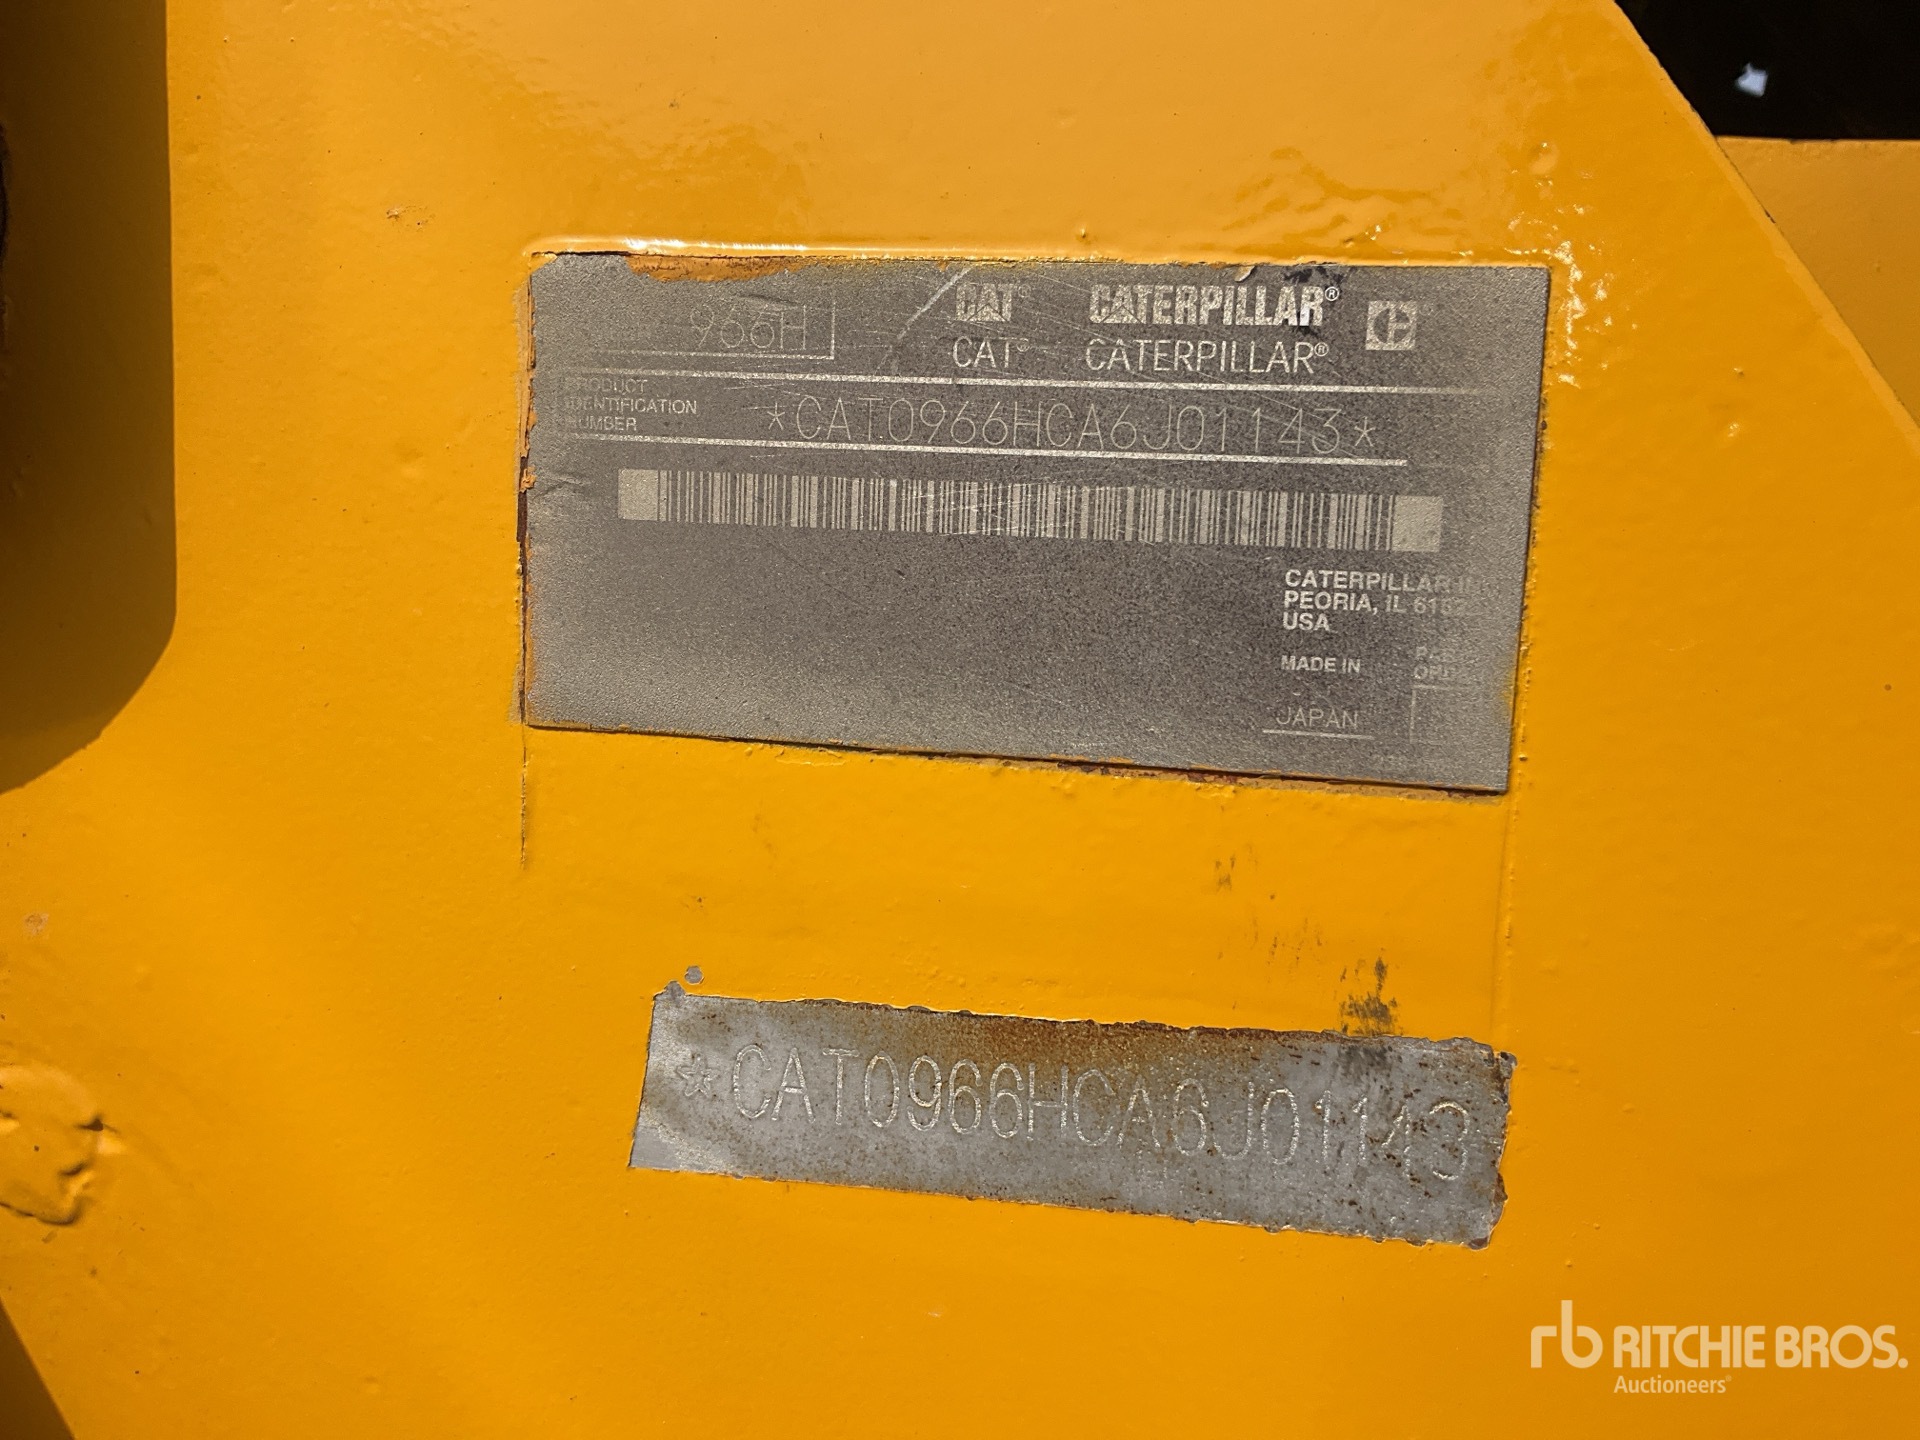 966H
CAT® CATERPILLAR®
CAT® CATERPILLAR®
PRODUCT
IDENTIFICATION
NUMBER
*CAT0966HCA6J01143*
CATERPILLAR
PEORIA, IL
USA
MADE IN
JAPAN
*CAT0966HCA6J01143
rb RITCHIE BROS.
Auctioneers